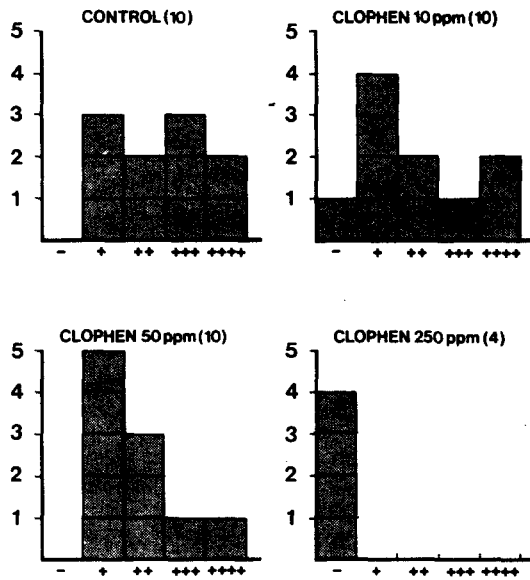 CONTROL (10)
5
4
3
2
1
- + ++ +++ ++++
CLOPHEN 10 ppm (10)
5
4
3
2
1
- + ++ +++ ++++
CLOPHEN 50 ppm (10)
5
4
3
2
1
- + ++ +++ ++++
CLOPHEN 250 ppm (4)
5
4
3
2
1
- + ++ +++ ++++